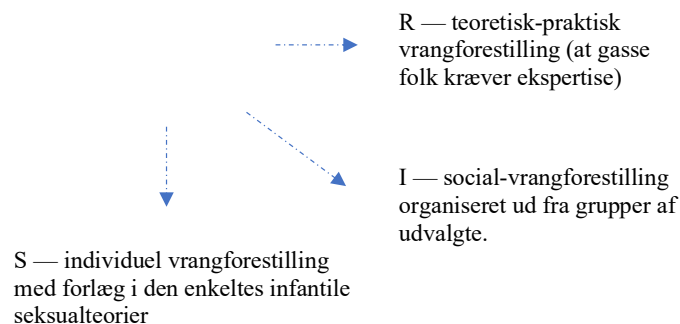 R — teoretisk-praktisk
vrangforestilling (at gasse
folk kræver ekspertise)
I — social-vrangforestilling
organiseret ud fra grupper af
udvalgte.
S — individuel vrangforestilling
med forlæg i den enkeltes infantile
seksualteorier